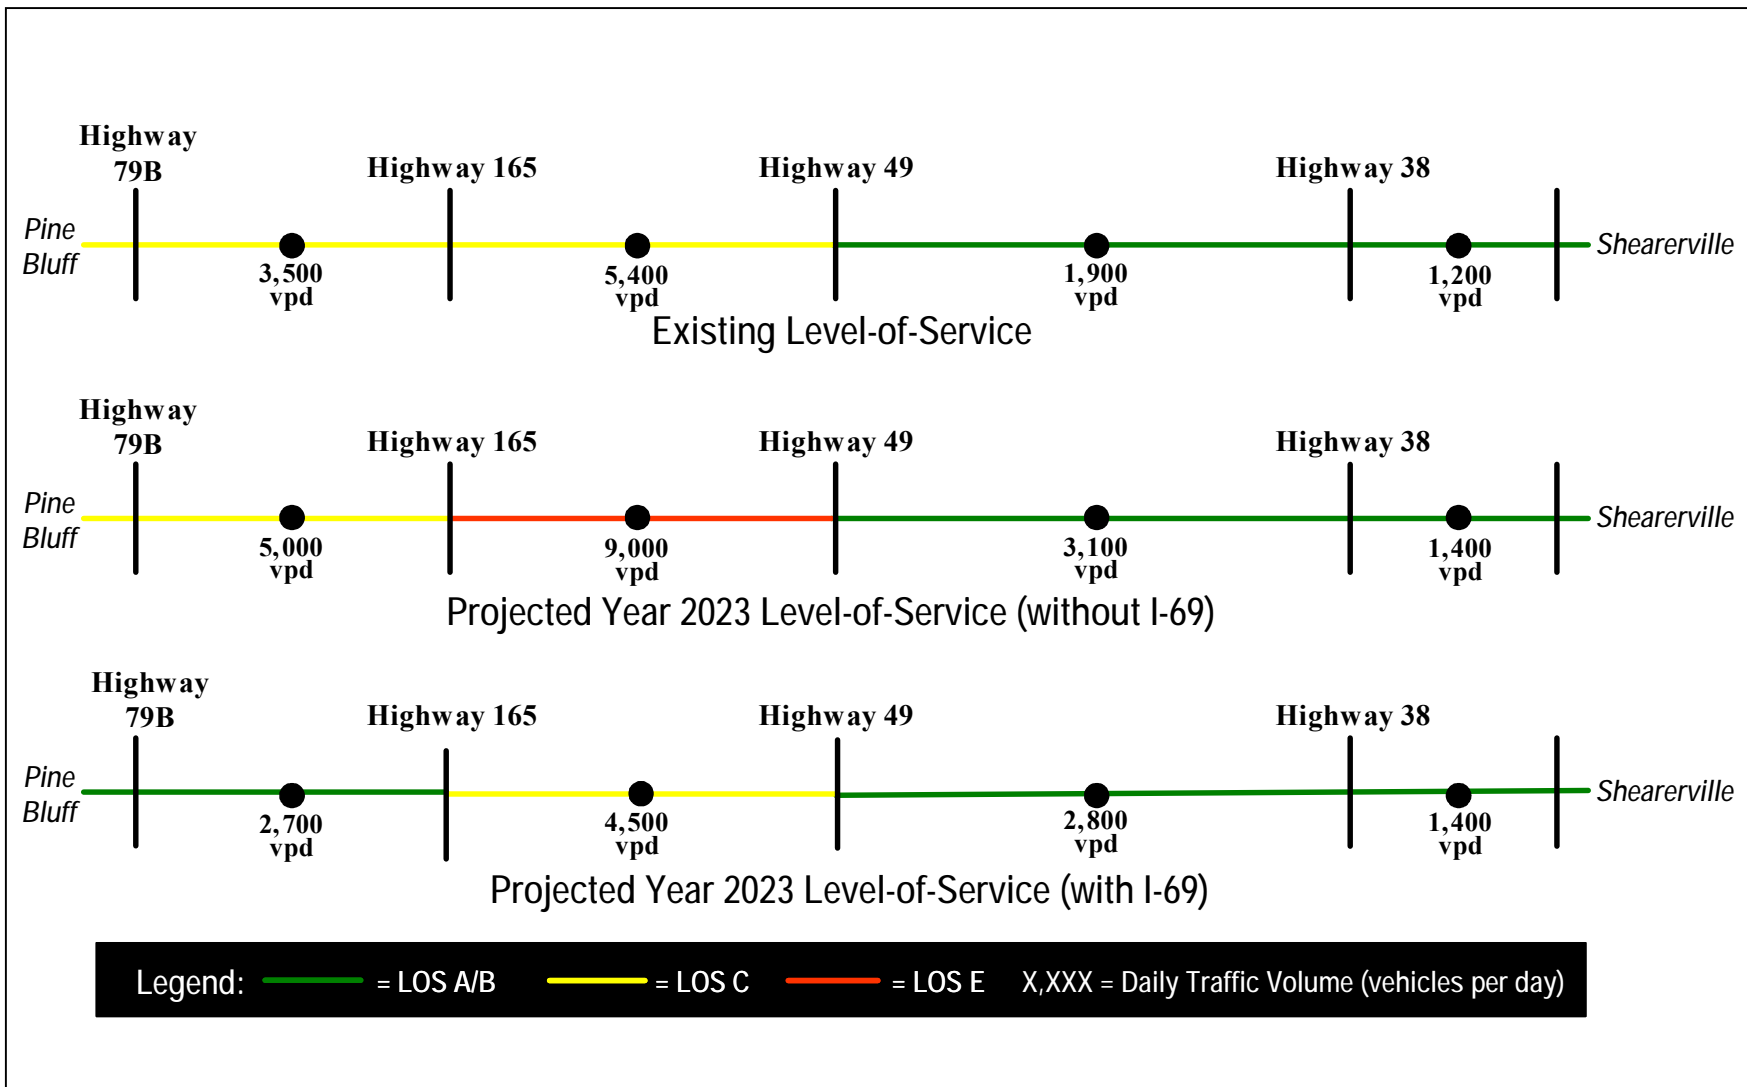 Highway
79B
Highway 165
Highway 49
Highway 38
Pine
Bluff
Shearerville
3,500
vpd
5,400
vpd
1,900
vpd
1,200
vpd
Existing Level-of-Service
Highway
79B
Highway 165
Highway 49
Highway 38
Pine
Bluff
Shearerville
5,000
vpd
9,000
vpd
3,100
vpd
1,400
vpd
Projected Year 2023 Level-of-Service (without I-69)
Highway
79B
Highway 165
Highway 49
Highway 38
Pine
Bluff
Shearerville
2,700
vpd
4,500
vpd
2,800
vpd
1,400
vpd
Projected Year 2023 Level-of-Service (with I-69)
Legend: = LOS A/B = LOS C = LOS E X,XXX = Daily Traffic Volume (vehicles per day)